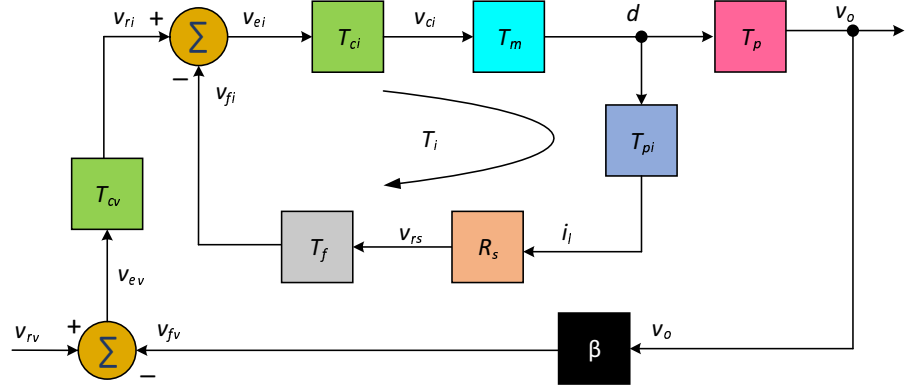 v_ri + v_ei v_ci d v_o
Σ T_ci T_m T_p
−
v_fi
T_i T_pi
T_cv
v_rs i_l
T_f R_s
v_ev
v_rv + v_fv v_o
Σ β
−